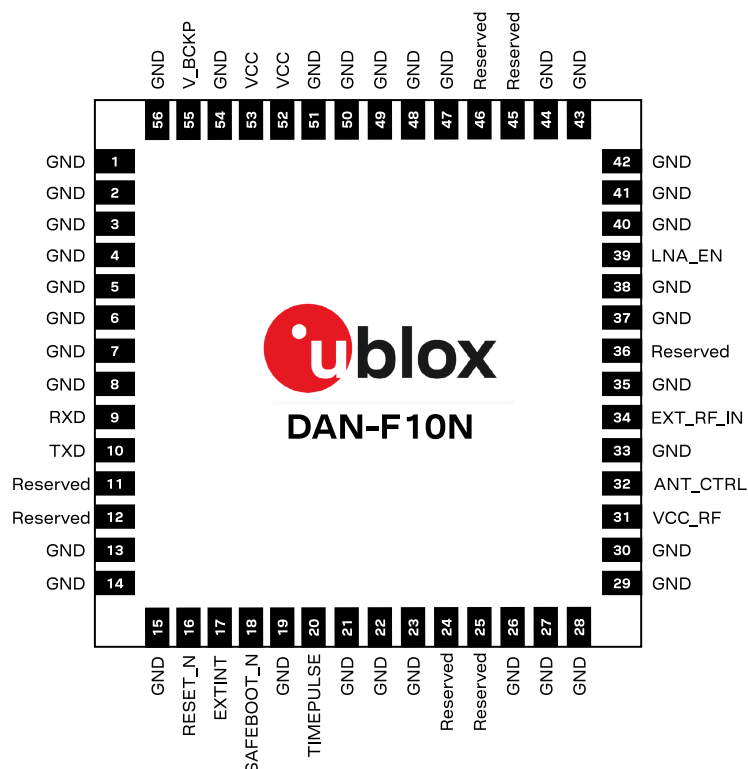 GND V_BCKP GND VCC VCC GND GND GND GND GND Reserved Reserved GND GND
56 55 54 53 52 51 50 49 48 47 46 45 44 43
GND 1 42 GND
GND 2 41 GND
GND 3 40 GND
GND 4 39 LNA_EN
GND 5 38 GND
GND 6 37 GND
GND 7 36 Reserved
GND 8 35 GND
RXD 9 34 EXT_RF_IN
TXD 10 33 GND
Reserved 11 32 ANT_CTRL
Reserved 12 31 VCC_RF
GND 13 30 GND
GND 14 29 GND
ublox
DAN-F10N
15 16 17 18 19 20 21 22 23 24 25 26 27 28
GND RESET_N EXTINT SAFEBOOT_N GND TIMEPULSE GND GND GND Reserved Reserved GND GND GND